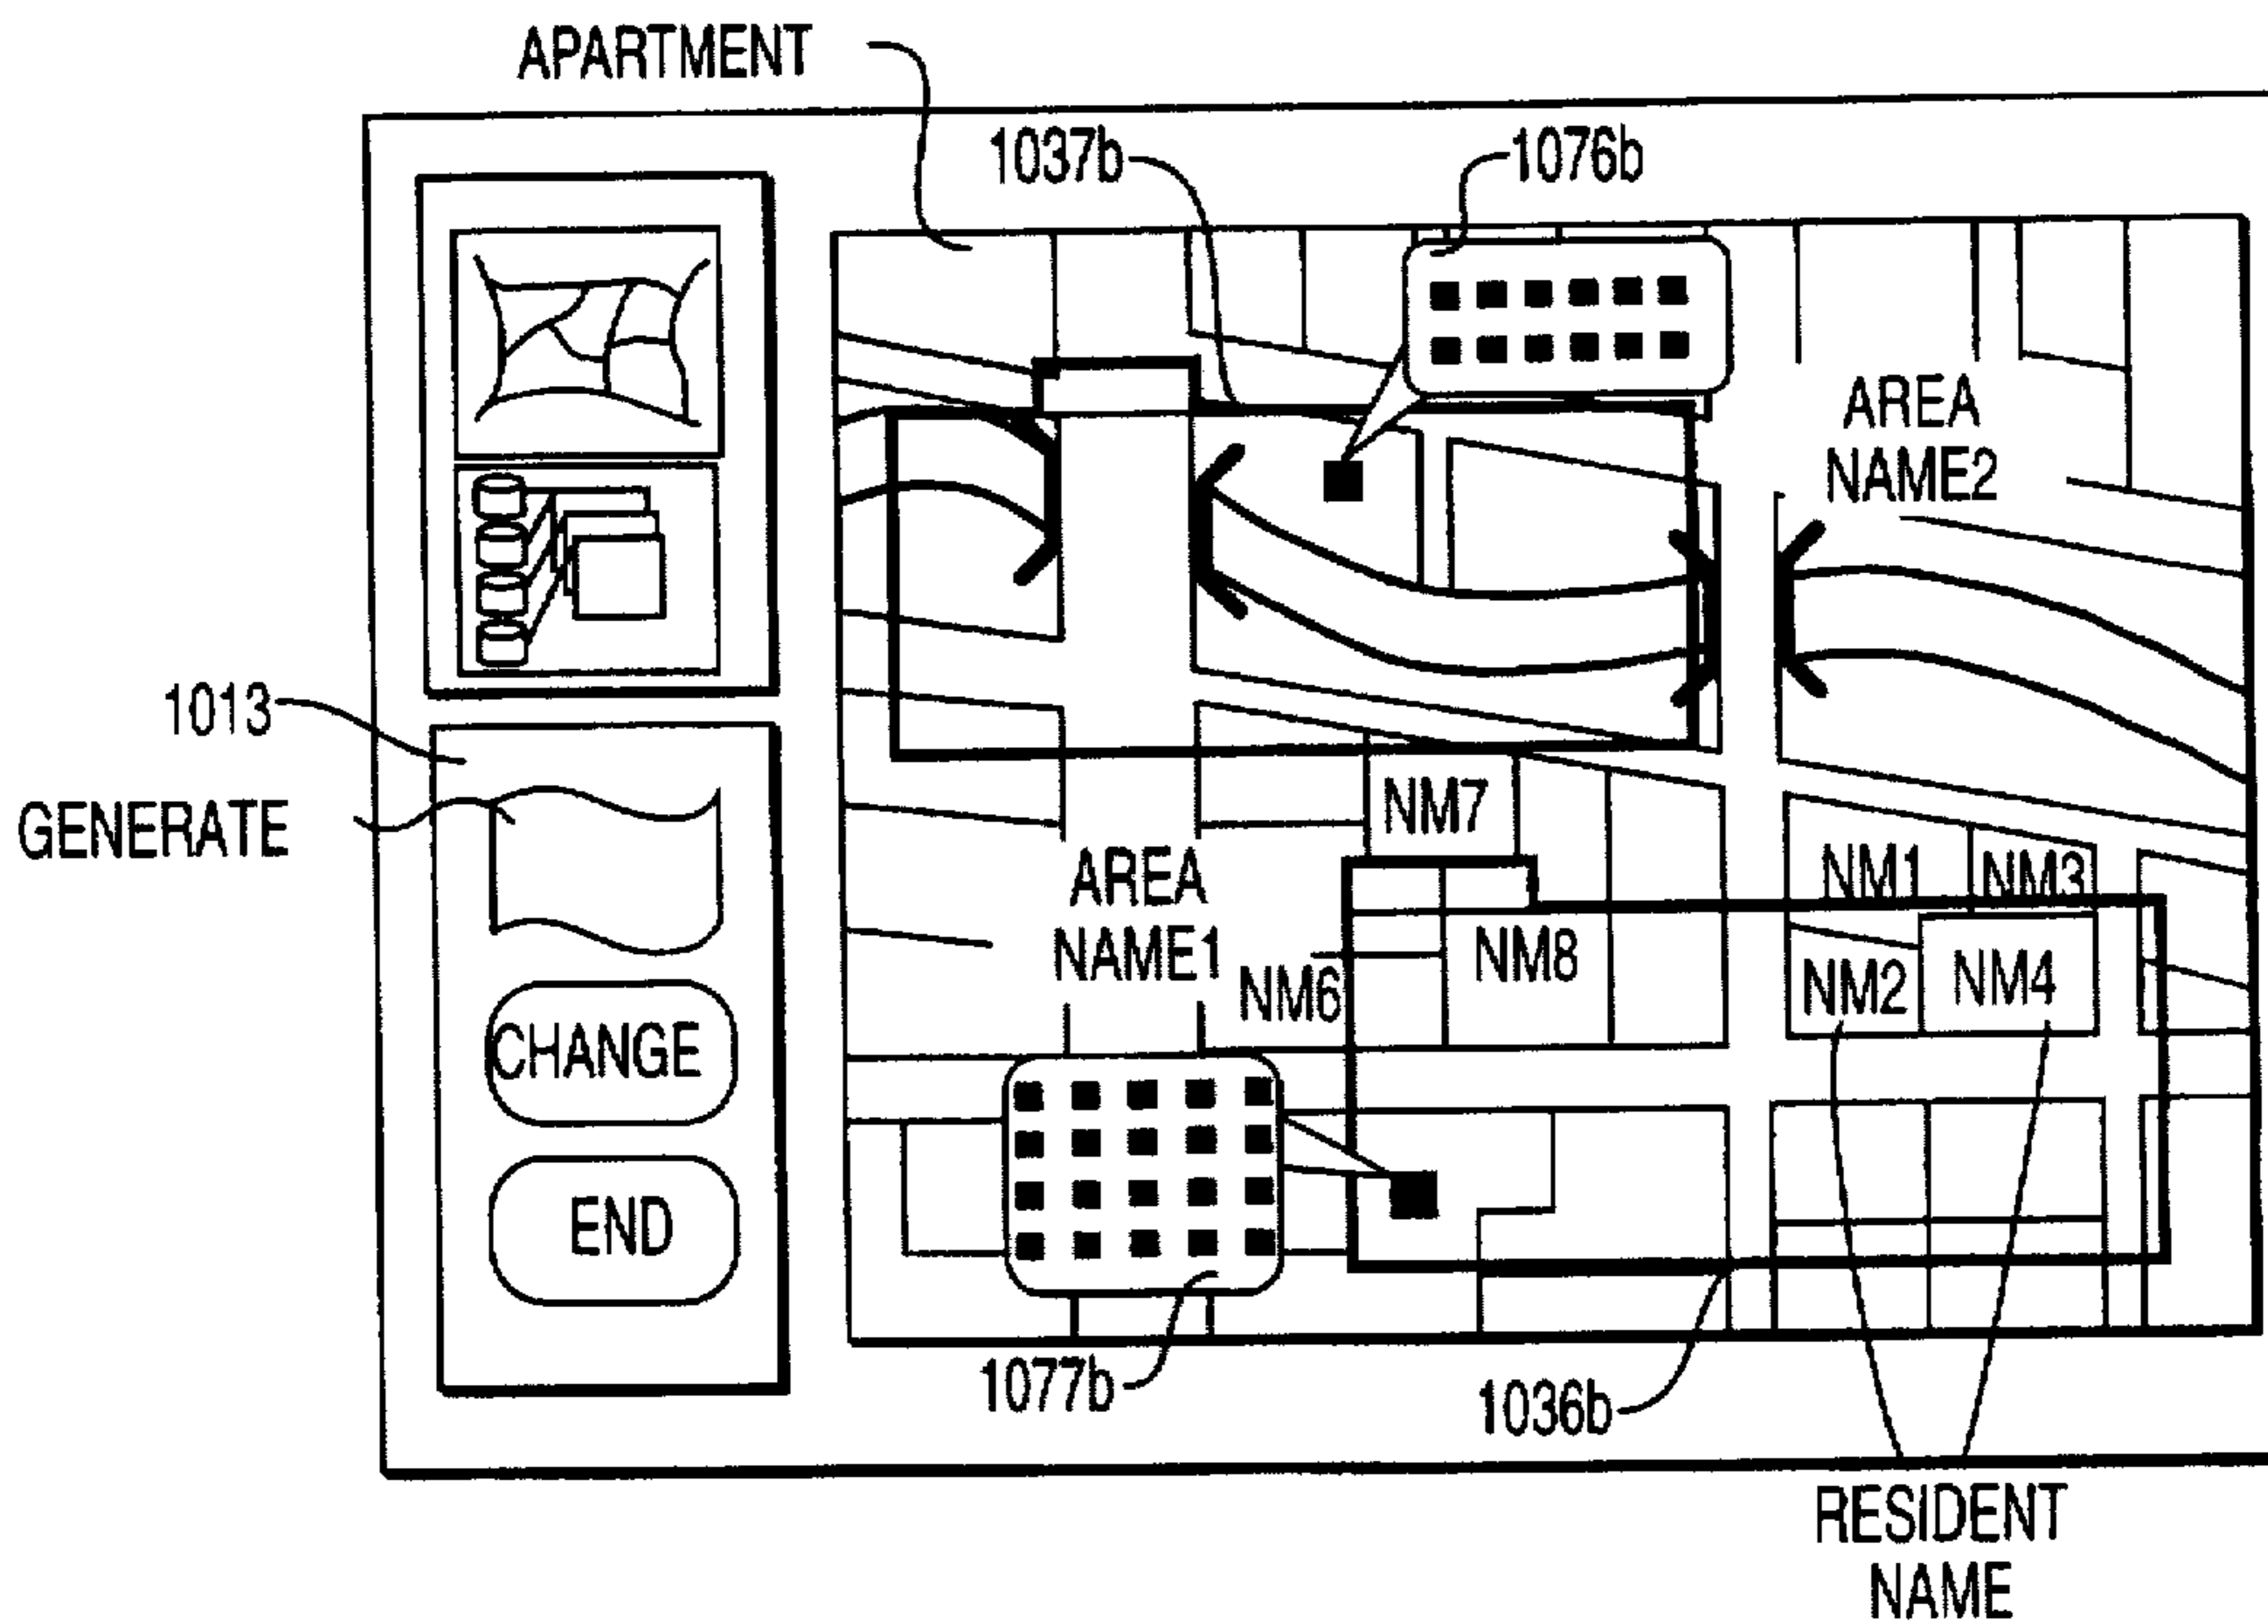 APARTMENT
1037b
1076b
AREA
NAME2
1013
GENERATE
NM7
AREA
NAME1
NM1
NM3
NM6
NM8
NM2
NM4
CHANGE
END
1077b
1036b
RESIDENT
NAME